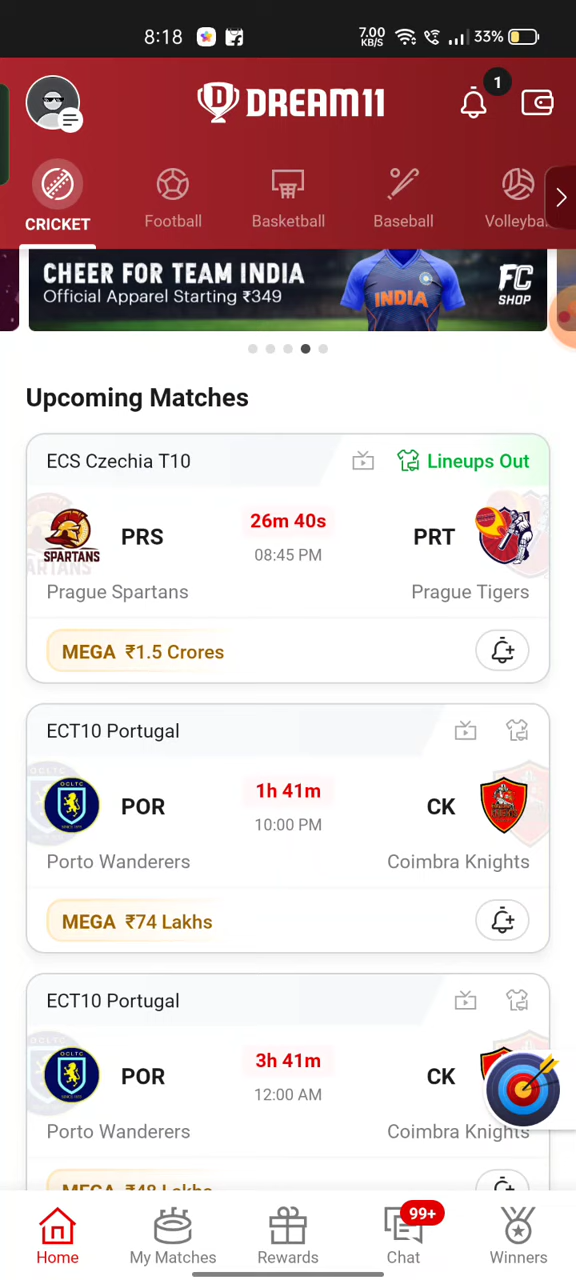 8:18 7.00 KB/S 33%
DREAM11 1
CRICKET Football Basketball Baseball Volleyba
CHEER FOR TEAM INDIA
Official Apparel Starting ₹349
INDIA
FC
SHOP
Upcoming Matches
ECS Czechia T10 Lineups Out
SPARTANS PRS 26m 40s PRT
08:45 PM
Prague Spartans Prague Tigers
MEGA ₹1.5 Crores
ECT10 Portugal
OCLTC POR 1h 41m CK
10:00 PM
Porto Wanderers Coimbra Knights
MEGA ₹74 Lakhs
ECT10 Portugal
OCLTC POR 3h 41m CK
12:00 AM
Porto Wanderers Coimbra Knights
MEGA ₹48 Lakhs
99+
Home My Matches Rewards Chat Winners